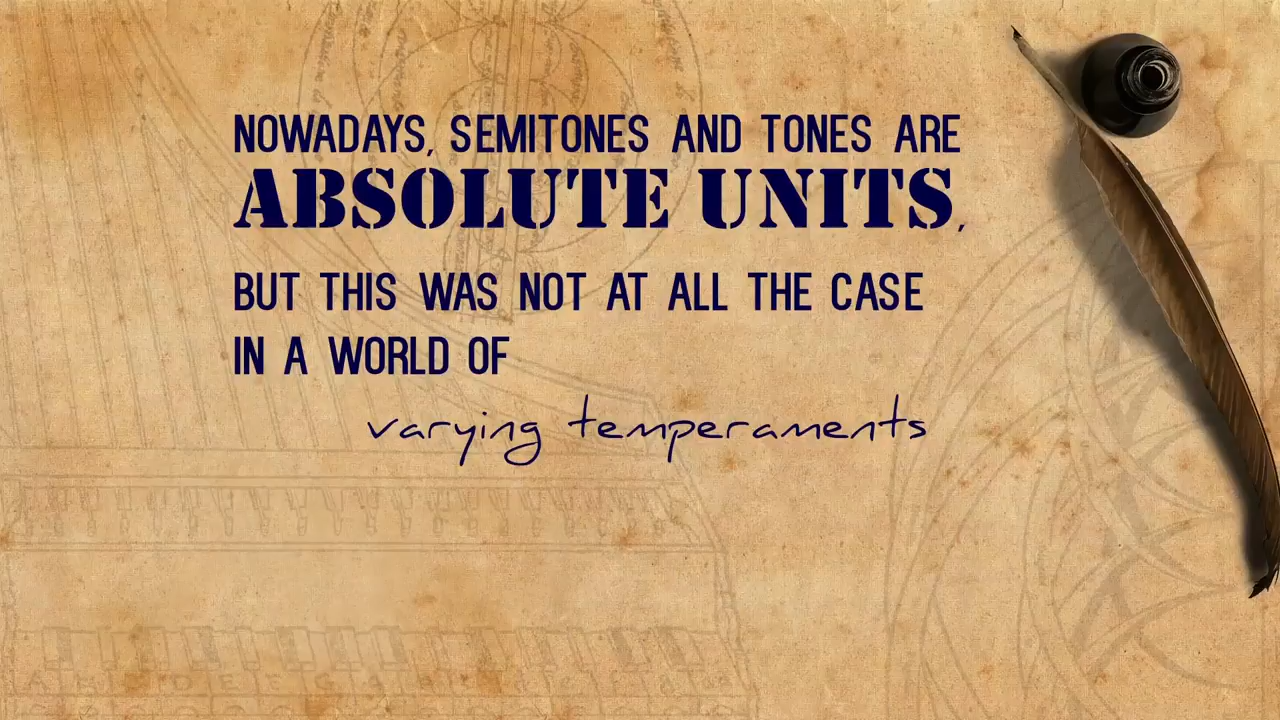 NOWADAYS, SEMITONES AND TONES ARE
ABSOLUTE UNITS,
BUT THIS WAS NOT AT ALL THE CASE
IN A WORLD OF
varying temperaments